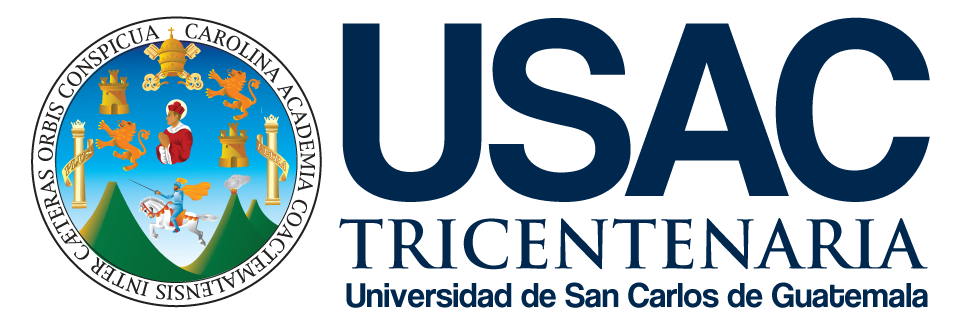 CAROLINA ACADEMIA COACTEMALENSIS INTER CÆTERAS ORBIS CONSPICUA
USAC
TRICENTENARIA
Universidad de San Carlos de Guatemala